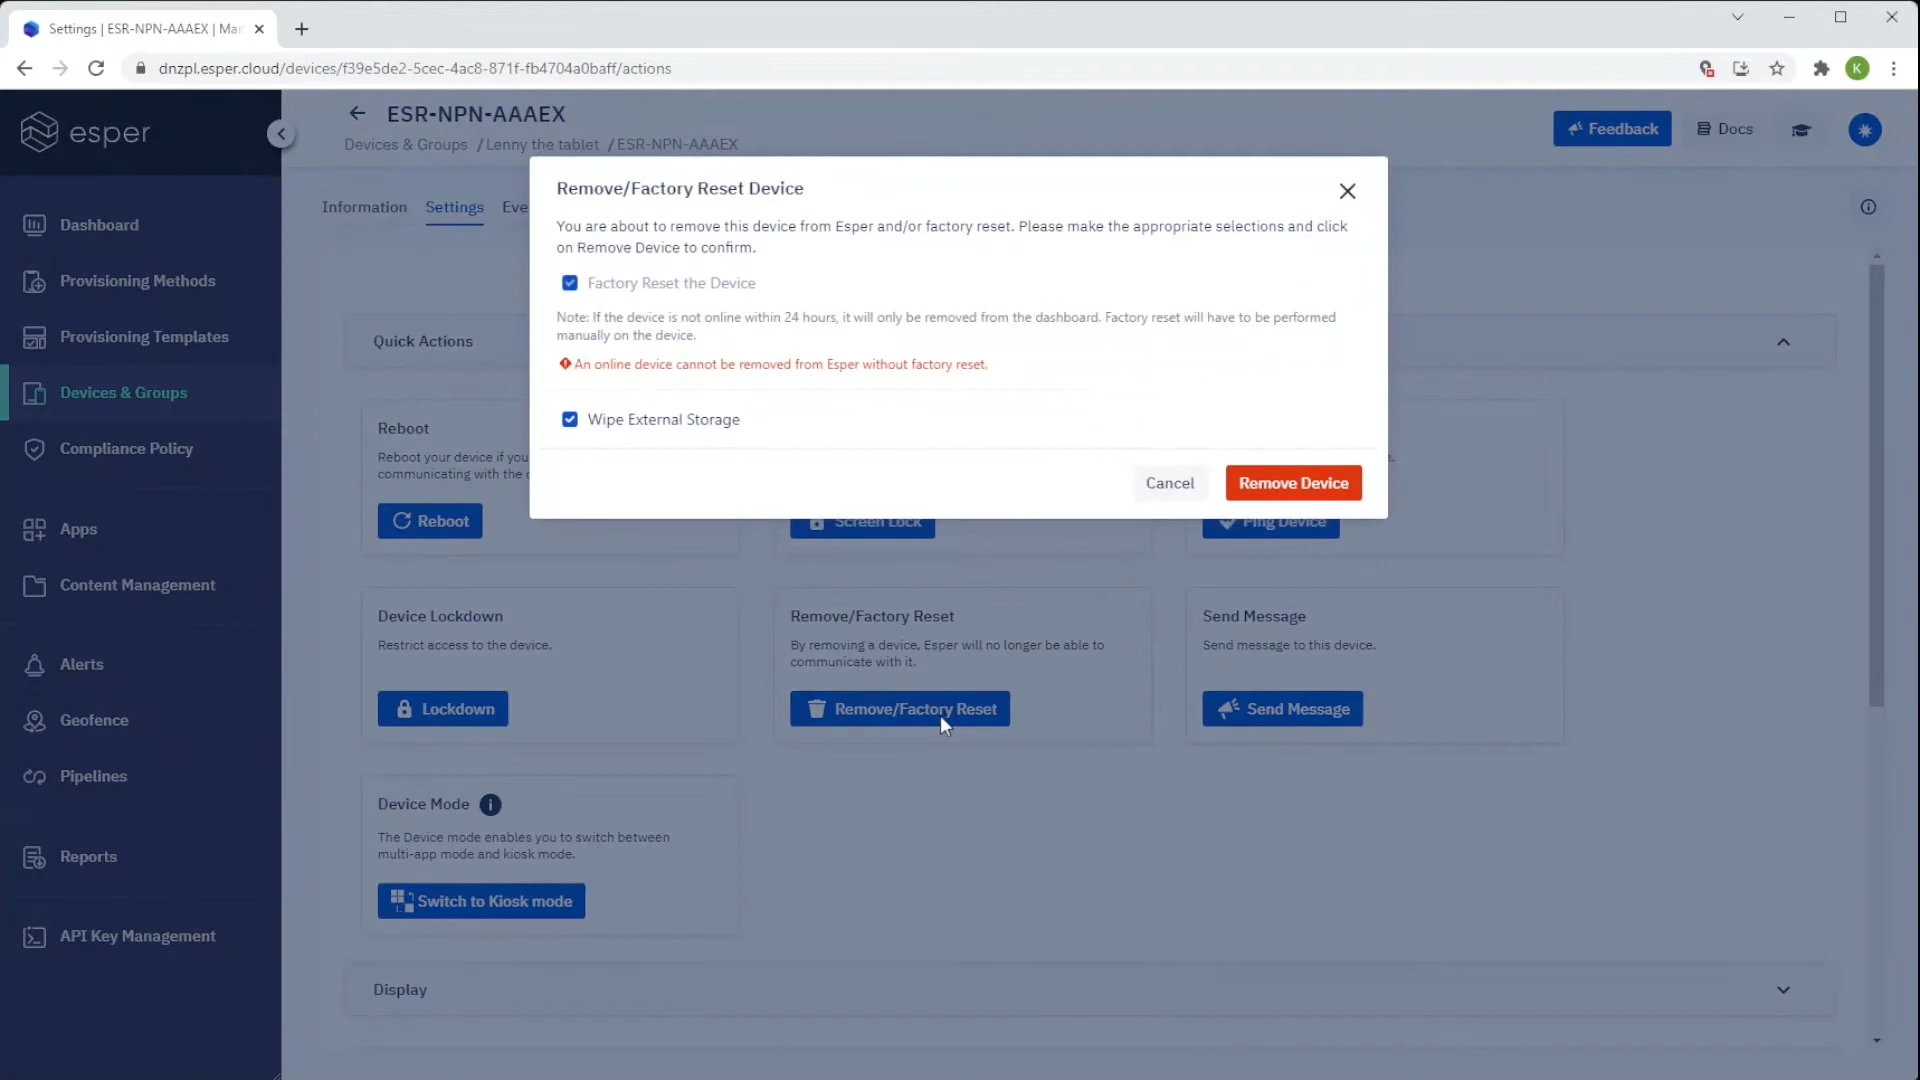 Settings | ESR-NPN-AAAEX | Mar
dnzpl.esper.cloud/devices/f39e5de2-5cec-4ac8-871f-fb4704a0baff/actions
K
esper
ESR-NPN-AAAEX
Devices & Groups / Lenny the tablet / ESR-NPN-AAAEX
Feedback
Docs
Dashboard
Provisioning Methods
Provisioning Templates
Devices & Groups
Compliance Policy
Apps
Content Management
Alerts
Geofence
Pipelines
Reports
API Key Management
Information
Settings
Eve
Remove/Factory Reset Device
You are about to remove this device from Esper and/or factory reset. Please make the appropriate selections and click
on Remove Device to confirm.
Factory Reset the Device
Note: If the device is not online within 24 hours, it will only be removed from the dashboard. Factory reset will have to be performed
manually on the device.
An online device cannot be removed from Esper without factory reset.
Wipe External Storage
Cancel
Remove Device
Quick Actions
Reboot
Reboot your device if you
communicating with the
Reboot
Screen Lock
Ping Device
Device Lockdown
Restrict access to the device.
Lockdown
Remove/Factory Reset
By removing a device, Esper will no longer be able to
communicate with it.
Remove/Factory Reset
Send Message
Send message to this device.
Send Message
Device Mode
The Device mode enables you to switch between
multi-app mode and kiosk mode.
Switch to Kiosk mode
Display